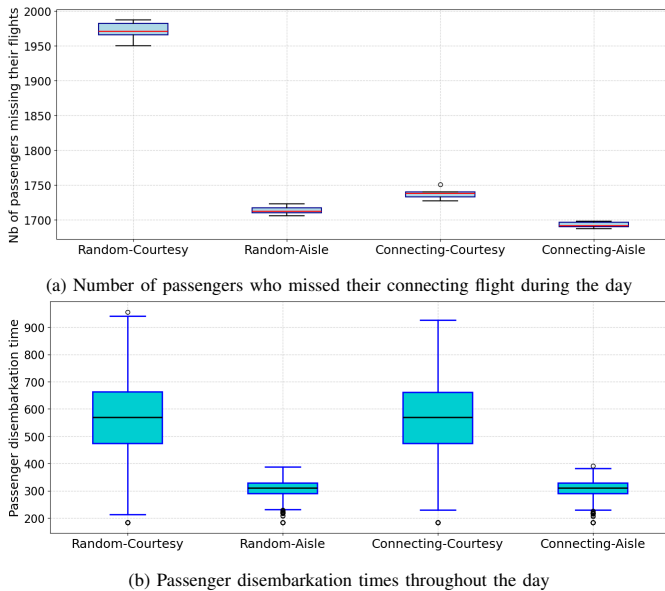 2000
1950
1900
1850
1800
1750
1700
Nb of passengers missing their flights
Random-Courtesy Random-Aisle Connecting-Courtesy Connecting-Aisle
(a) Number of passengers who missed their connecting flight during the day
900
800
700
600
500
400
300
200
Passenger disembarkation time
Random-Courtesy Random-Aisle Connecting-Courtesy Connecting-Aisle
(b) Passenger disembarkation times throughout the day